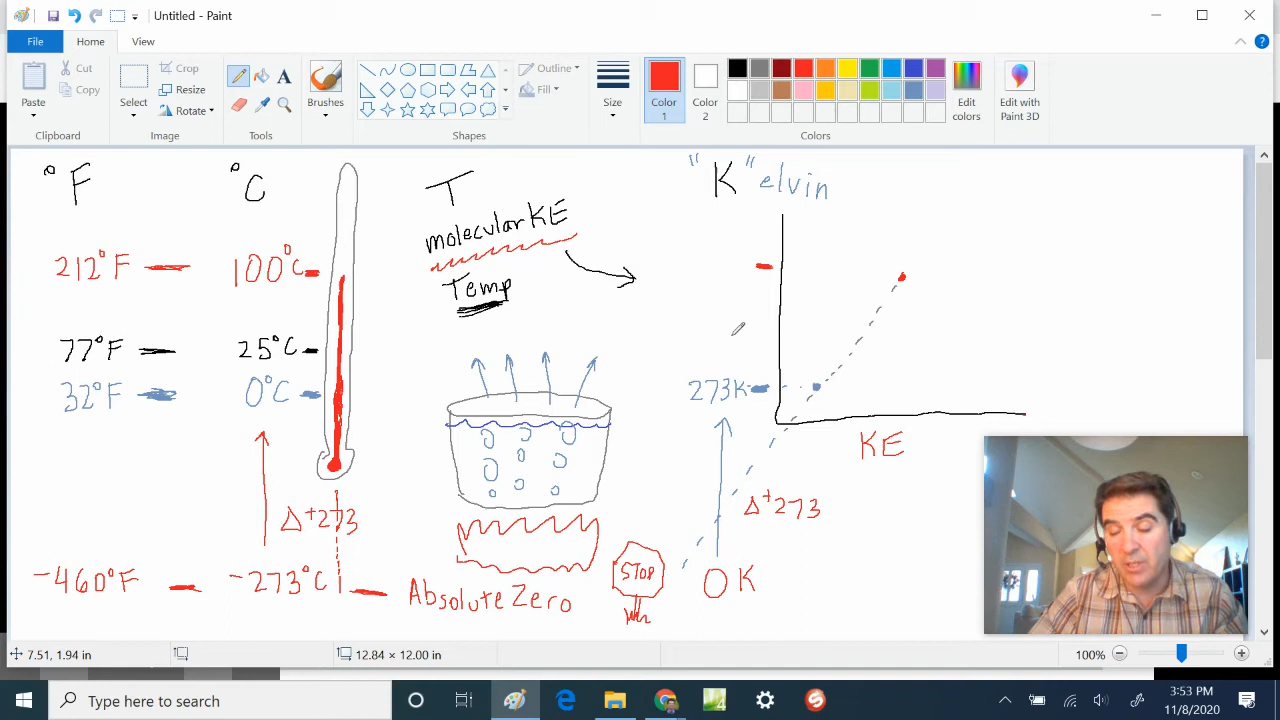 Untitled - Paint
File
Home
View
Paste
Cut
Copy
Clipboard
Select
Crop
Resize
Rotate
Image
A
Tools
Brushes
Shapes
Outline
Fill
Size
Color
1
Color
2
Colors
Edit
colors
Edit with
Paint 3D
°F
°C
T
"K"elvin
molecular KE
Temp
212°F
100°C
77°F
25°C
32°F
0°C
273K
KE
Δ+273
Δ+273
-460°F
-273°C
Absolute Zero
STOP
0 K
7.51, 1.94 in
12.84 × 12.00 in
100%
Type here to search
3:53 PM
11/8/2020